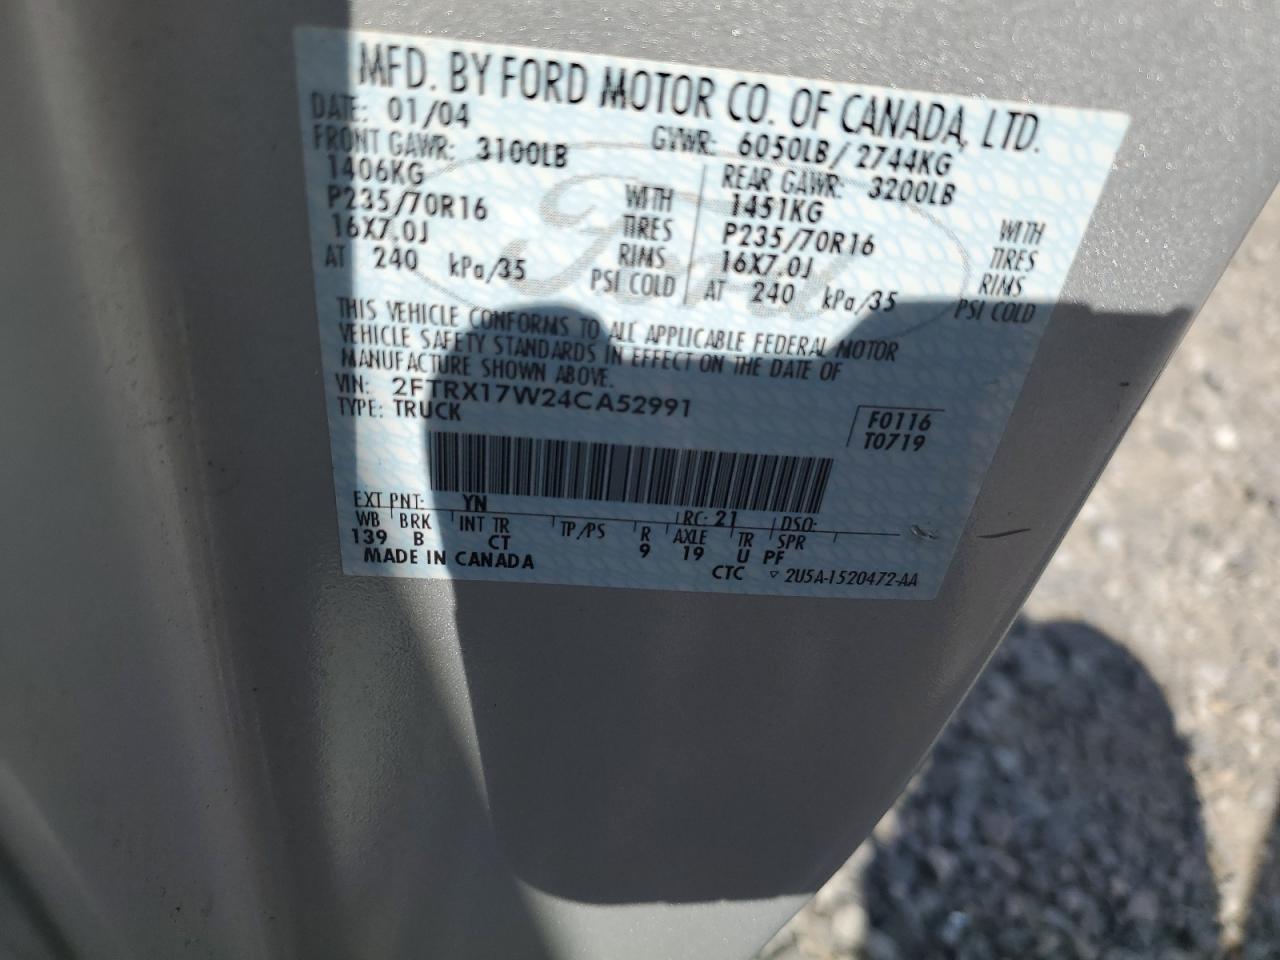 MFD. BY FORD MOTOR CO. OF CANADA, LTD.
DATE: 01/04 GVWR: 6050LB/2744KG
FRONT GAWR: 3100LB REAR GAWR: 3200LB
1406KG WITH 1451KG WITH
P235/70R16 TIRES P235/70R16 TIRES
16X7.0J RIMS 16X7.0J RIMS
AT 240 kPa/35 PSI COLD AT 240 kPa/35 PSI COLD
THIS VEHICLE CONFORMS TO ALL APPLICABLE FEDERAL MOTOR
VEHICLE SAFETY STANDARDS IN EFFECT ON THE DATE OF
MANUFACTURE SHOWN ABOVE.
VIN: 2FTRX17W24CA52991
TYPE: TRUCK
F0116
T0719
EXT PNT: YN RC: 21 DSO:
WB BRK INT TR TP/PS R AXLE TR SPR
139 B CT 9 19 U PF
MADE IN CANADA
CTC ▽ 2U5A-1520472-AA
Ford